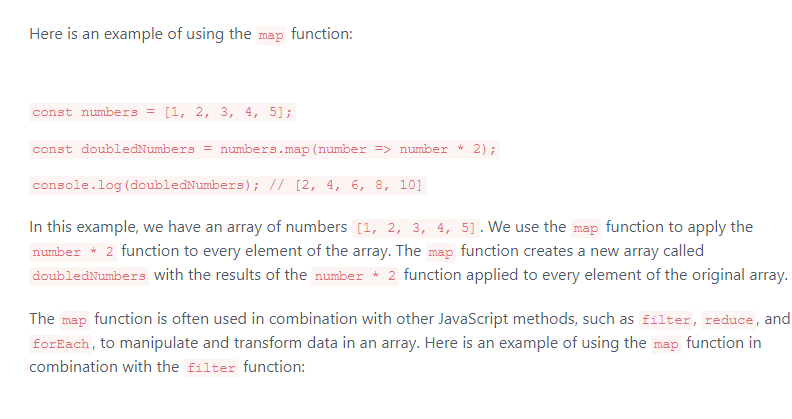 Here is an example of using the map function:
const numbers = [1, 2, 3, 4, 5];
const doubledNumbers = numbers.map(number => number * 2);
console.log(doubledNumbers); // [2, 4, 6, 8, 10]
In this example, we have an array of numbers [1, 2, 3, 4, 5]. We use the map function to apply the
number * 2 function to every element of the array. The map function creates a new array called
doubledNumbers with the results of the number * 2 function applied to every element of the original array.
The map function is often used in combination with other JavaScript methods, such as filter, reduce, and
forEach, to manipulate and transform data in an array. Here is an example of using the map function in
combination with the filter function: